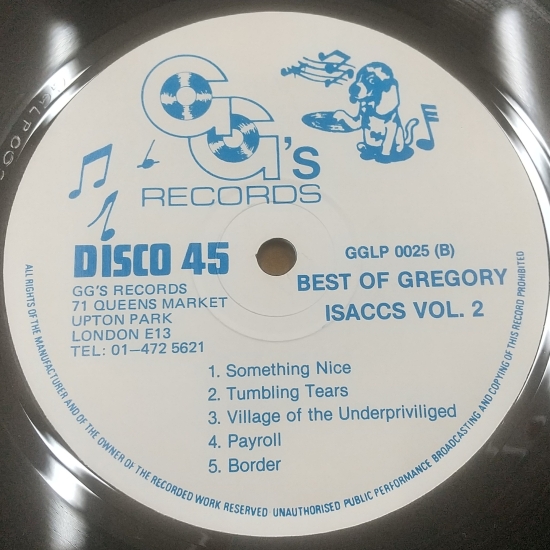 GG's
RECORDS
DISCO 45
GG'S RECORDS
71 QUEENS MARKET
UPTON PARK
LONDON E13
TEL: 01—472 5621
GGLP 0025 (B)
BEST OF GREGORY
ISACCS VOL. 2
1. Something Nice
2. Tumbling Tears
3. Village of the Underpriviliged
4. Payroll
5. Border
ALL RIGHTS OF THE MANUFACTURER AND OF THE OWNER OF THE RECORDED WORK RESERVED UNAUTHORISED PUBLIC PERFORMANCE BROADCASTING AND COPYING OF THIS RECORD PROHIBITED